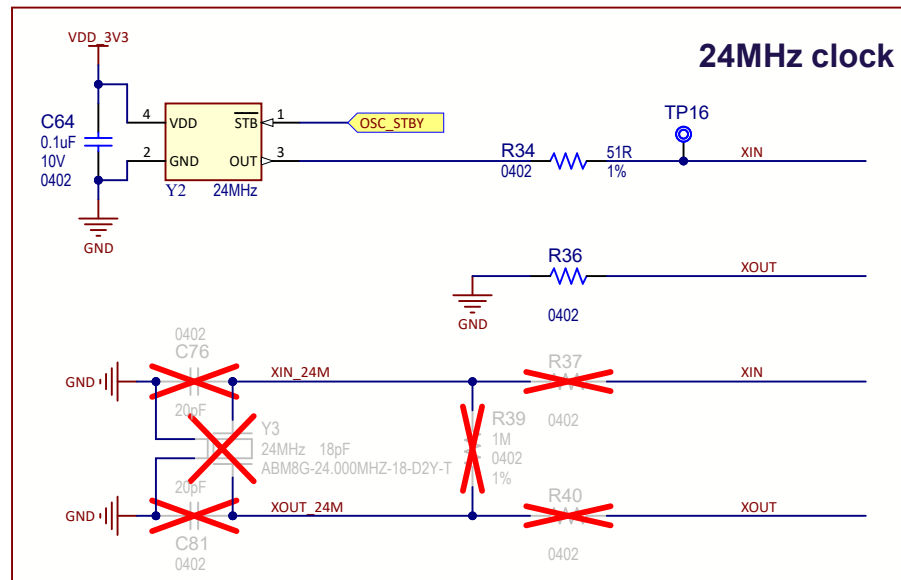 24MHz clock
VDD_3V3
C64
0.1uF
10V
0402
4
VDD
STB
1
OSC_STBY
2
GND
OUT
3
Y2
24MHz
GND
R34
0402
51R
1%
TP16
XIN
R36
0402
XOUT
GND
0402
C76
20pF
GND
XIN_24M
R37
0402
XIN
Y3
24MHz 18pF
ABM8G-24.000MHZ-18-D2Y-T
R39
1M
0402
1%
20pF
GND
C81
0402
XOUT_24M
R40
0402
XOUT